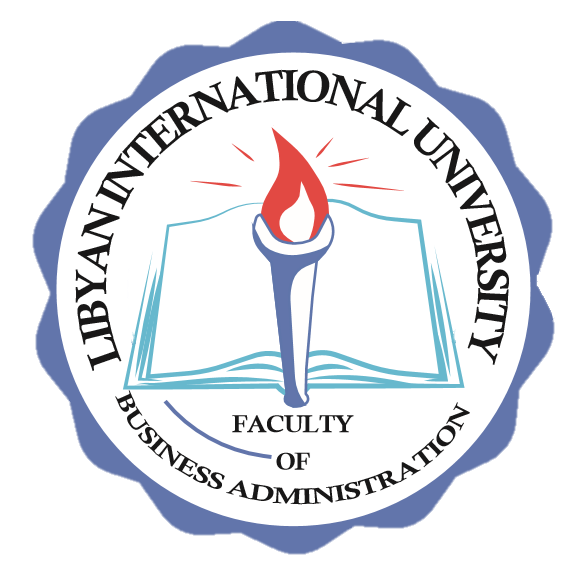 LIBYAN INTERNATIONAL UNIVERSITY
FACULTY
OF
BUSINESS ADMINISTRATION